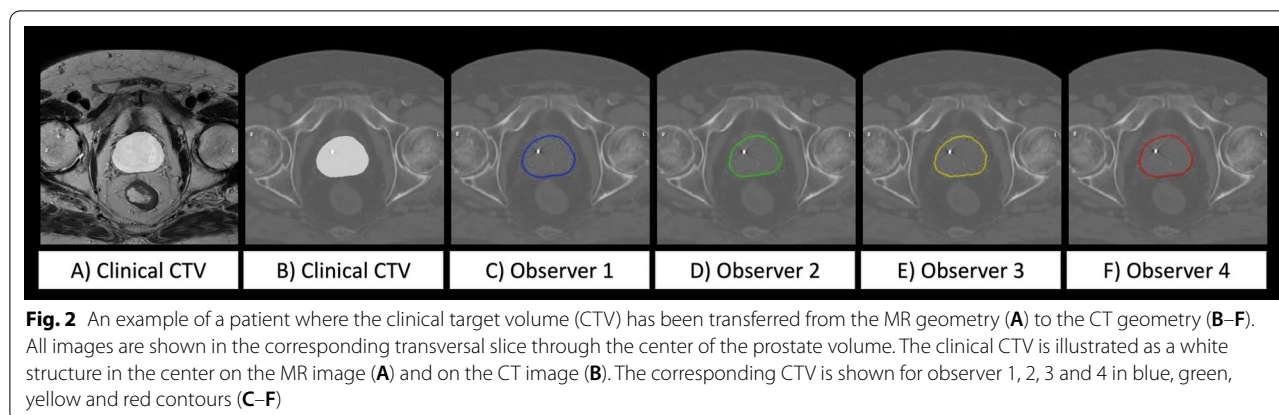 A) Clinical CTV
B) Clinical CTV
C) Observer 1
D) Observer 2
E) Observer 3
F) Observer 4
Fig. 2 An example of a patient where the clinical target volume (CTV) has been transferred from the MR geometry (A) to the CT geometry (B–F).
All images are shown in the corresponding transversal slice through the center of the prostate volume. The clinical CTV is illustrated as a white
structure in the center on the MR image (A) and on the CT image (B). The corresponding CTV is shown for observer 1, 2, 3 and 4 in blue, green,
yellow and red contours (C–F)